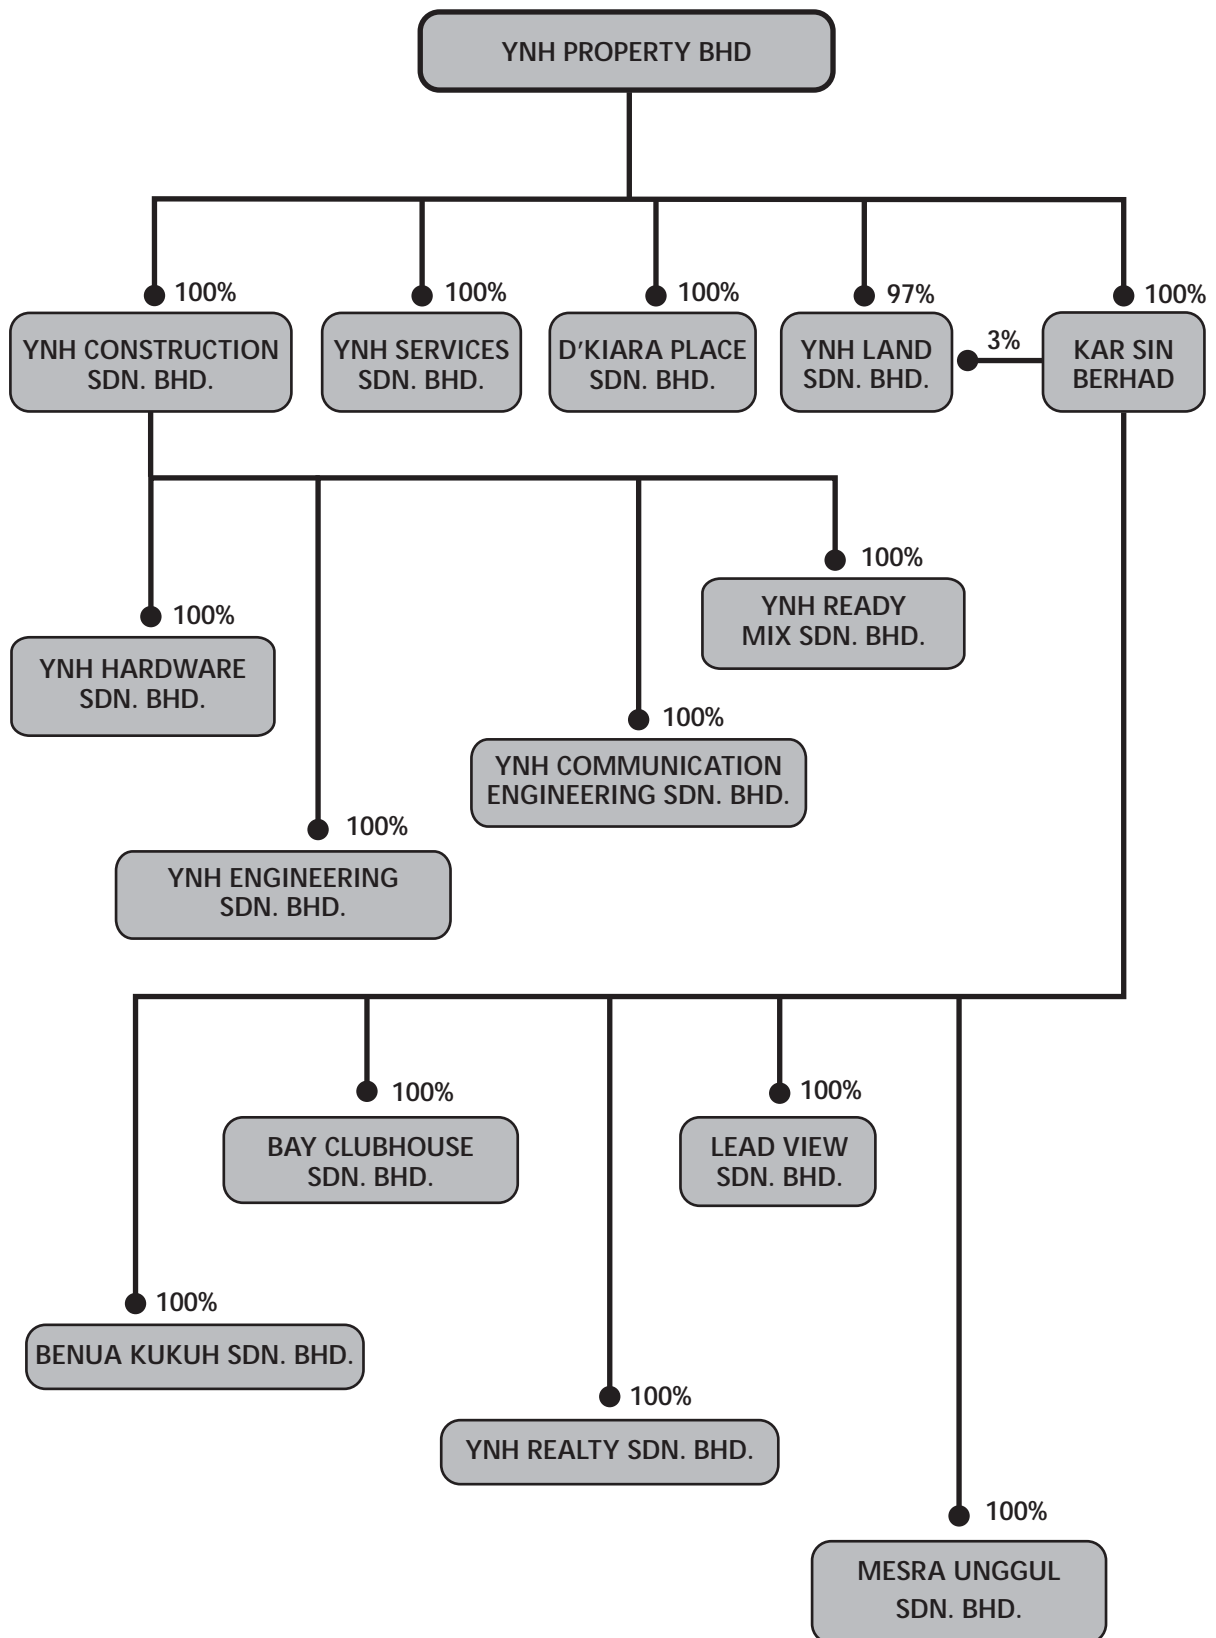 YNH PROPERTY BHD
100%
100%
100%
97%
100%
YNH CONSTRUCTION
SDN. BHD.
YNH SERVICES
SDN. BHD.
D'KIARA PLACE
SDN. BHD.
YNH LAND
SDN. BHD.
3%
KAR SIN
BERHAD
100%
YNH READY
MIX SDN. BHD.
100%
YNH HARDWARE
SDN. BHD.
100%
YNH COMMUNICATION
ENGINEERING SDN. BHD.
100%
YNH ENGINEERING
SDN. BHD.
100%
BAY CLUBHOUSE
SDN. BHD.
100%
LEAD VIEW
SDN. BHD.
100%
BENUA KUKUH SDN. BHD.
100%
YNH REALTY SDN. BHD.
100%
MESRA UNGGUL
SDN. BHD.